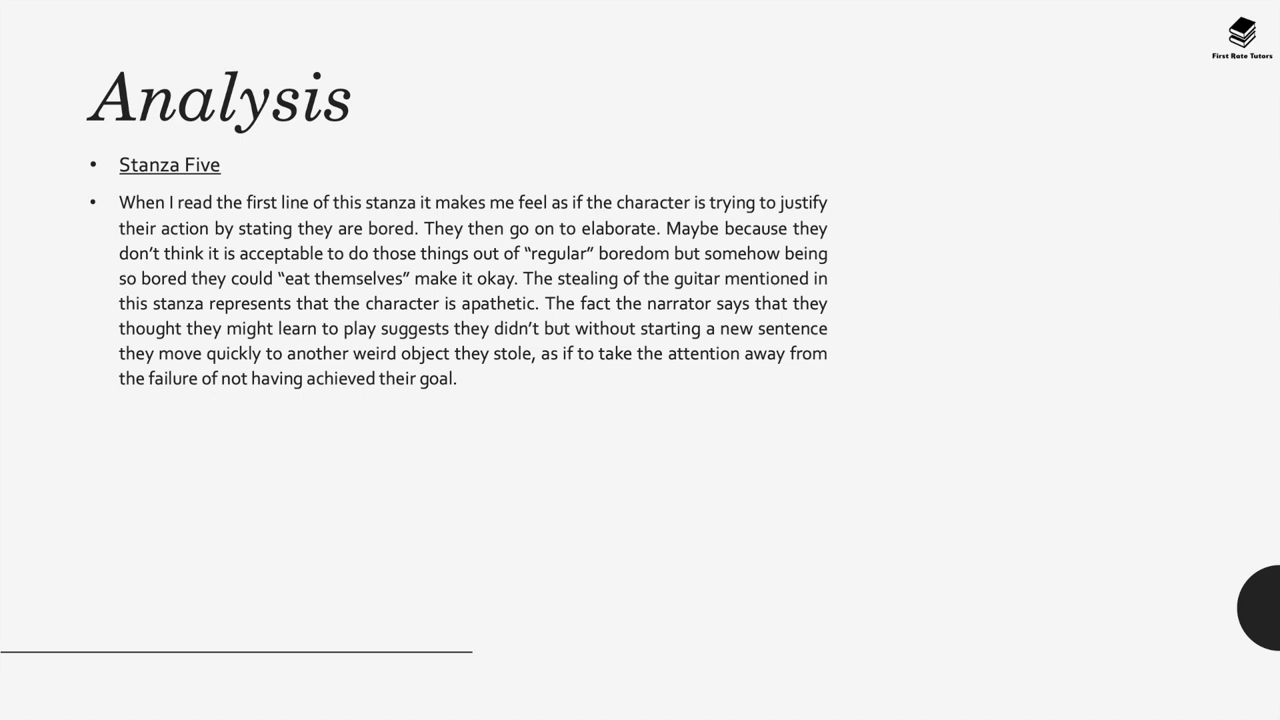 First Rate Tutors
Analysis
• Stanza Five
• When I read the first line of this stanza it makes me feel as if the character is trying to justify
their action by stating they are bored. They then go on to elaborate. Maybe because they
don’t think it is acceptable to do those things out of “regular” boredom but somehow being
so bored they could “eat themselves” make it okay. The stealing of the guitar mentioned in
this stanza represents that the character is apathetic. The fact the narrator says that they
thought they might learn to play suggests they didn’t but without starting a new sentence
they move quickly to another weird object they stole, as if to take the attention away from
the failure of not having achieved their goal.